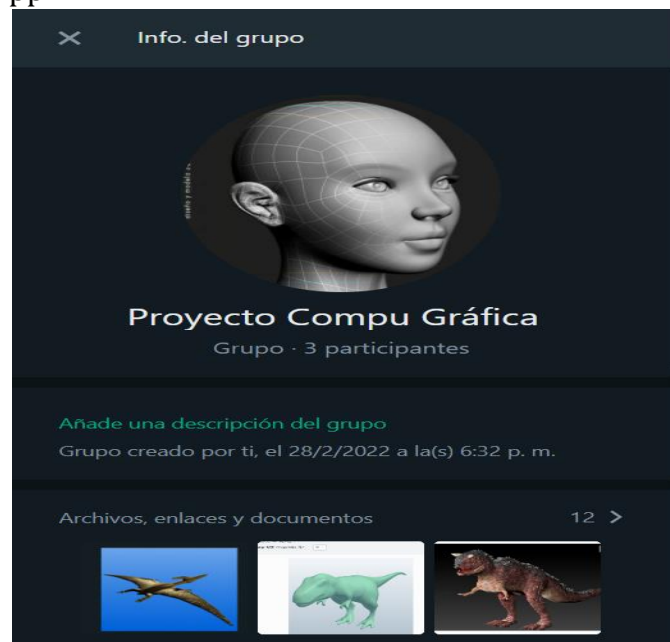 Info. del grupo
Proyecto Compu Gráfica
Grupo · 3 participantes
Añade una descripción del grupo
Grupo creado por ti, el 28/2/2022 a la(s) 6:32 p. m.
Archivos, enlaces y documentos 12 >